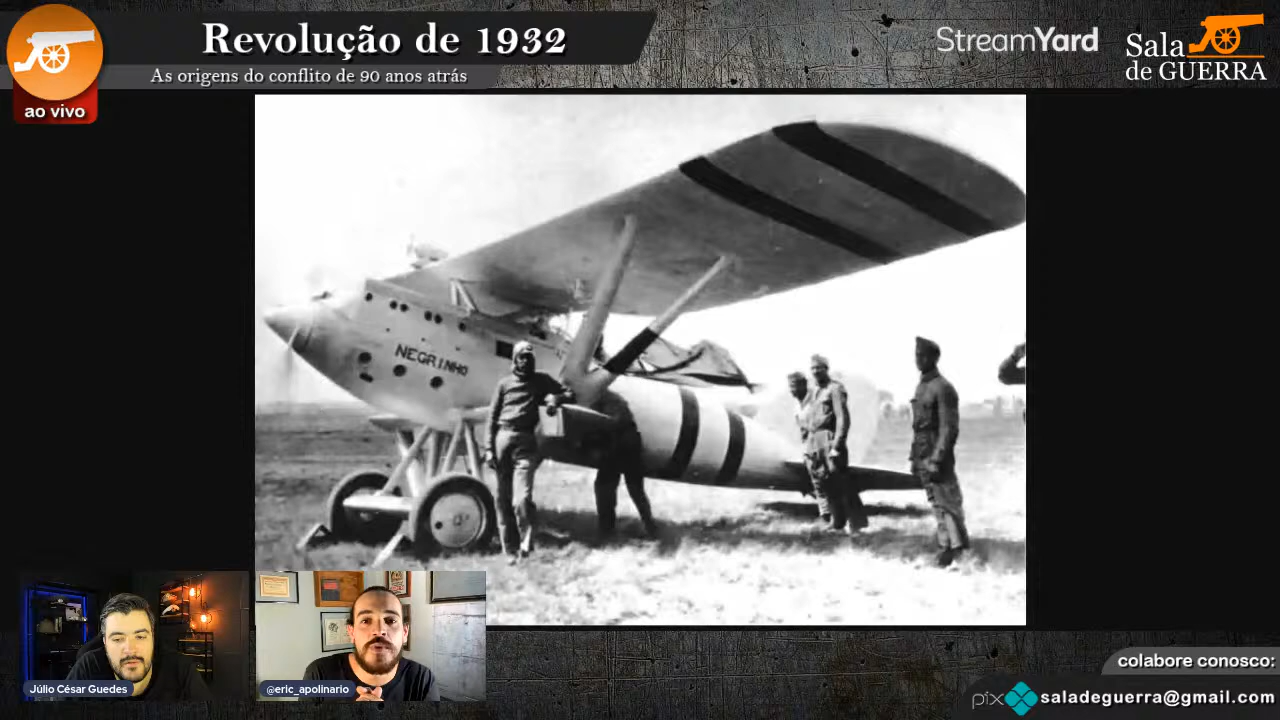 Revolução de 1932
As origens do conflito de 90 anos atrás
ao vivo
StreamYard
Sala
de GUERRA
NEGRINHO
Júlio César Guedes
@eric_apolinario
colabore conosco:
pix saladeguerra@gmail.com